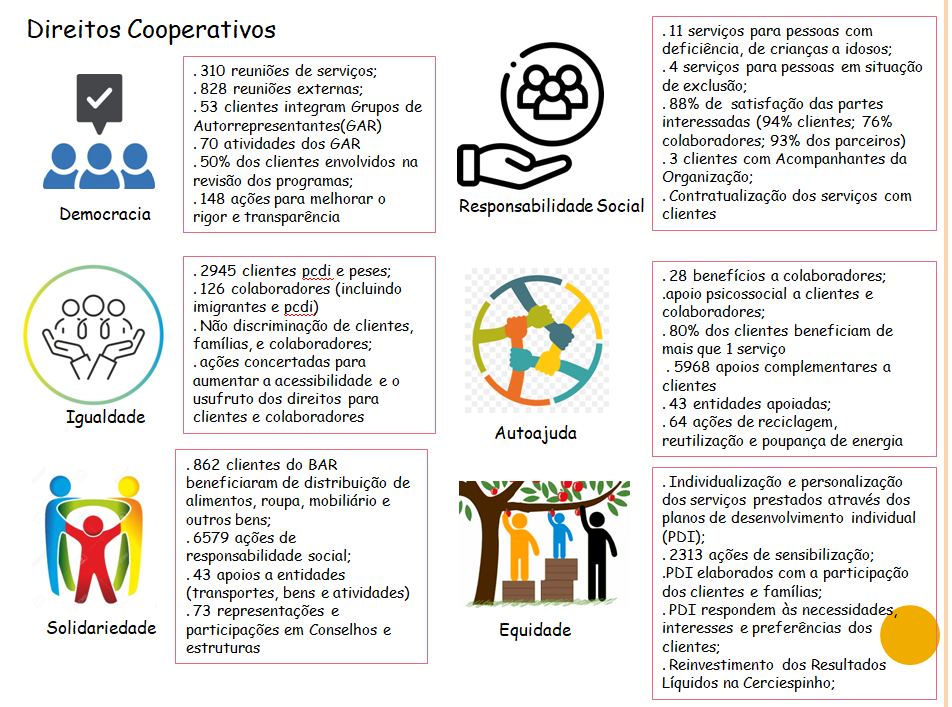 Direitos Cooperativos
. 310 reuniões de serviços;
. 828 reuniões externas;
. 53 clientes integram Grupos de
Autorrepresentantes(GAR)
. 70 atividades dos GAR
. 50% dos clientes envolvidos na
revisão dos programas;
. 148 ações para melhorar o
rigor e transparência
Democracia
. 11 serviços para pessoas com
deficiência, de crianças a idosos;
. 4 serviços para pessoas em situação
de exclusão;
. 88% de satisfação das partes
interessadas (94% clientes; 76%
colaboradores; 93% dos parceiros)
. 3 clientes com Acompanhantes da
Organização;
. Contratualização dos serviços com
clientes
Responsabilidade Social
. 2945 clientes pcdi e peses;
. 126 colaboradores (incluindo
imigrantes e pcdi)
. Não discriminação de clientes,
famílias, e colaboradores;
. ações concertadas para
aumentar a acessibilidade e o
usufruto dos direitos para
clientes e colaboradores
Igualdade
. 28 benefícios a colaboradores;
.apoio psicossocial a clientes e
colaboradores;
. 80% dos clientes beneficiam de
mais que 1 serviço
. 5968 apoios complementares a
clientes
. 43 entidades apoiadas;
. 64 ações de reciclagem,
reutilização e poupança de energia
Autoajuda
. 862 clientes do BAR
beneficiaram de distribuição de
alimentos, roupa, mobiliário e
outros bens;
. 6579 ações de
responsabilidade social;
. 43 apoios a entidades
(transportes, bens e atividades)
. 73 representações e
participações em Conselhos e
estruturas
Solidariedade
. Individualização e personalização
dos serviços prestados através dos
planos de desenvolvimento individual
(PDI);
. 2313 ações de sensibilização;
.PDI elaborados com a participação
dos clientes e famílias;
. PDI respondem às necessidades,
interesses e preferências dos
clientes;
. Reinvestimento dos Resultados
Líquidos na Cerciespinho;
Equidade